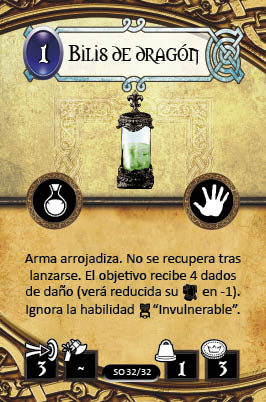 1 Bilis de dragón
Arma arrojadiza. No se recupera tras
lanzarse. El objetivo recibe 4 dados
de daño (verá reducida su en -1).
Ignora la habilidad “Invulnerable”.
3 ~ SO 32/32 1 3